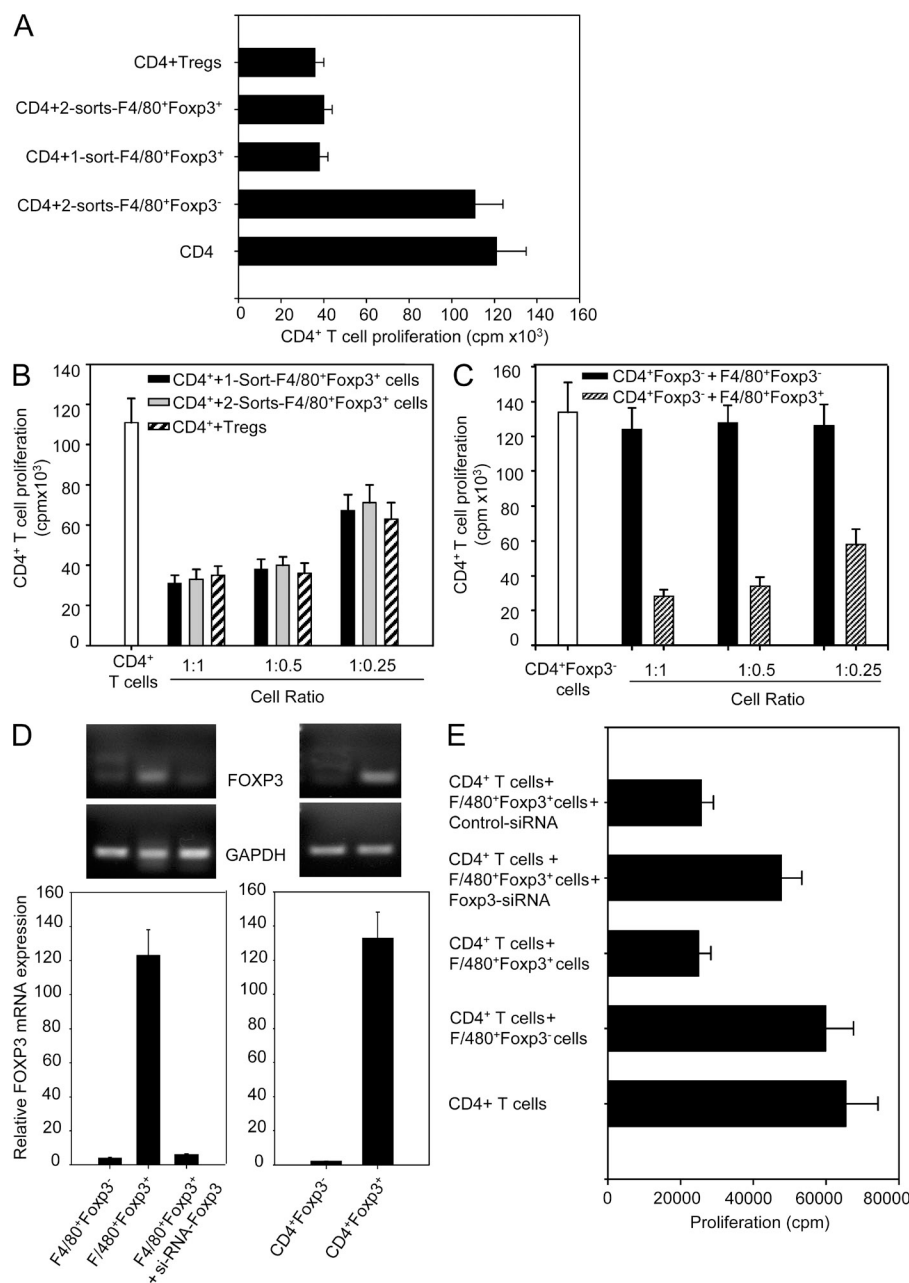 A
CD4+Tregs
CD4+2-sorts-F4/80⁺Foxp3⁺
CD4+1-sort-F4/80⁺Foxp3⁺
CD4+2-sorts-F4/80⁺Foxp3⁻
CD4
0 20 40 60 80 100 120 140 160
CD4⁺ T cell proliferation (cpm x10³)
B
CD4⁺+1-Sort-F4/80⁺Foxp3⁺ cells
CD4⁺+2-Sorts-F4/80⁺Foxp3⁺ cells
CD4⁺+Tregs
CD4⁺ T cell proliferation
(cpmx10³)
140
120
100
80
60
40
20
0
CD4⁺
T cells
1:1 1:0.5 1:0.25
Cell Ratio
C
CD4⁺Foxp3⁻ + F4/80⁺Foxp3⁻
CD4⁺Foxp3⁻ + F4/80⁺Foxp3⁺
CD4⁺ T cell proliferation
(cpm x10³)
160
140
120
100
80
60
40
20
0
CD4⁺Foxp3⁻
cells
1:1 1:0.5 1:0.25
Cell Ratio
D
FOXP3
GAPDH
Relative FOXP3 mRNA expression
160
140
120
100
80
60
40
20
0
F4/80⁺Foxp3⁻
F/480⁺Foxp3⁺
F4/80⁺Foxp3⁺
+ si-RNA-Foxp3
160
140
120
100
80
60
40
20
0
CD4⁺Foxp3⁻
CD4⁺Foxp3⁺
E
CD4⁺ T cells+
F/480⁺Foxp3⁺cells+
Control-siRNA
CD4⁺ T cells +
F/480⁺Foxp3⁺cells+
Foxp3-siRNA
CD4⁺ T cells+
F/480⁺Foxp3⁺ cells
CD4⁺ T cells+
F/480⁺Foxp3⁻ cells
CD4+ T cells
0 20000 40000 60000 80000
Proliferation (cpm)